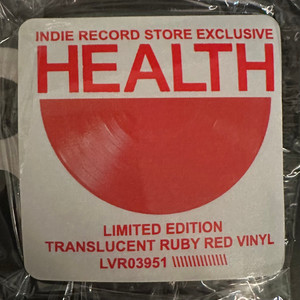 INDIE RECORD STORE EXCLUSIVE
HEALTH
LIMITED EDITION
TRANSLUCENT RUBY RED VINYL
LVR03951 \\\\\\\\\\\\\